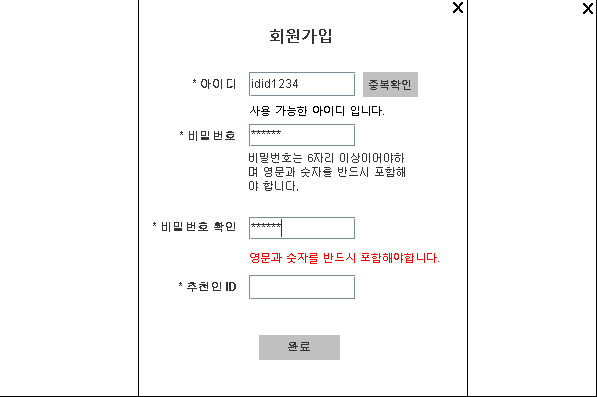 회원가입
* 아이디 idid1234 중복확인
사용 가능한 아이디 입니다.
* 비밀번호 ******
비밀번호는 6자리 이상이어야하
며 영문과 숫자를 반드시 포함해
야 합니다.
* 비밀번호 확인 ******
영문과 숫자를 반드시 포함해야합니다.
* 추천인 ID
완료